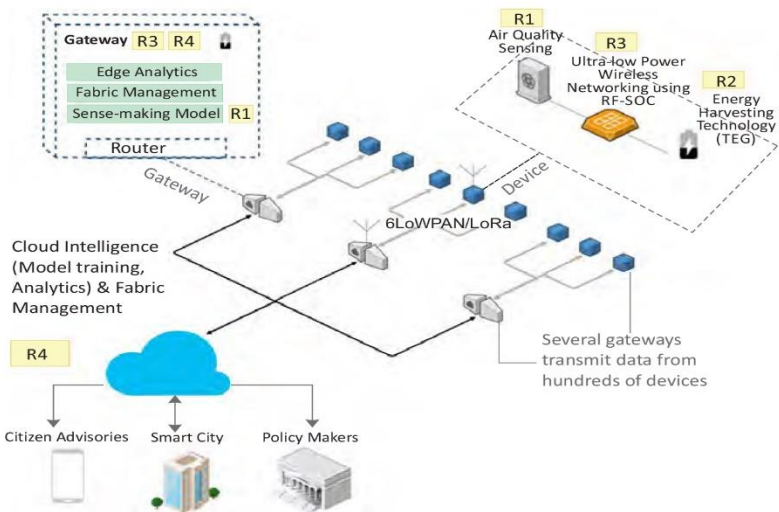 Gateway R3 R4
Edge Analytics
Fabric Management
Sense-making Model R1
Router
Gateway
R1
Air Quality
Sensing
R3
Ultra-low Power
Wireless
Networking using
RF-SOC
R2
Energy
Harvesting
Technology
(TEG)
Device
6LoWPAN/LoRa
Cloud Intelligence
(Model training,
Analytics) & Fabric
Management
R4
Several gateways
transmit data from
hundreds of devices
Citizen Advisories
Smart City
Policy Makers